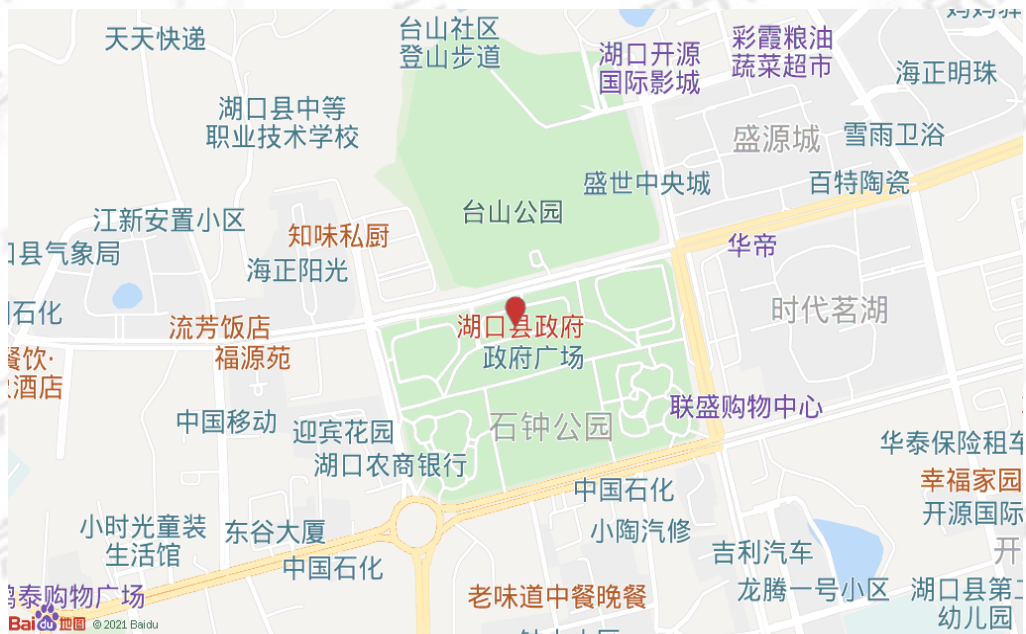 天天快递
台山社区
登山步道
湖口开源
国际影城
彩霞粮油
蔬菜超市
海正明珠
湖口县中等
职业技术学校
盛源城
雪雨卫浴
盛世中央城
百特陶瓷
台山公园
江新安置小区
知味私厨
华帝
口县气象局
海正阳光
石化
流芳饭店
湖口县政府
时代茗湖
餐饮·
酒店
福源苑
政府广场
中国移动
迎宾花园
石钟公园
联盛购物中心
湖口农商银行
华泰保险租车
幸福家园
中国石化
开源国际
小时光童装
生活馆
东谷大厦
小陶汽修
吉利汽车
开
中国石化
龙腾一号小区
湖口县第二
幼儿园
鹅泰购物广场
老味道中餐晚餐
Bai du 地图 © 2021 Baidu